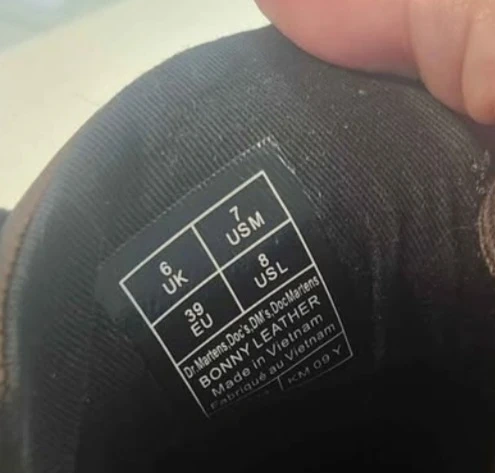 6 UK
7 USM
39 EU
8 USL
Dr.Martens,Doc's,DM's,DocMartens
BONNY LEATHER
Made in Vietnam
Fabriqué au Vietnam
KM 09 Y